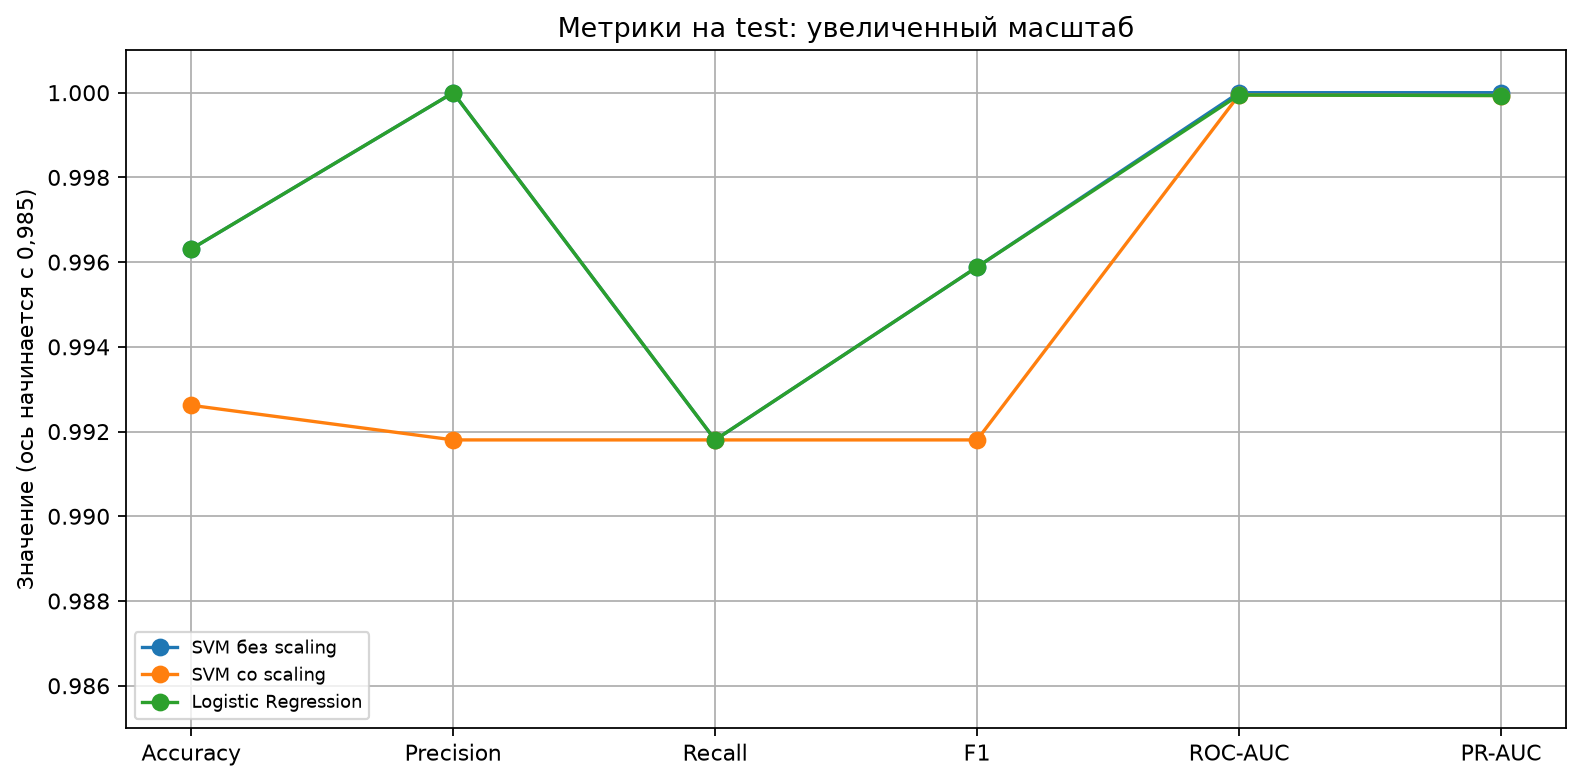 Метрики на test: увеличенный масштаб
Значение (ось начинается с 0,985)
1.000
0.998
0.996
0.994
0.992
0.990
0.988
0.986
SVM без scaling
SVM со scaling
Logistic Regression
Accuracy
Precision
Recall
F1
ROC-AUC
PR-AUC